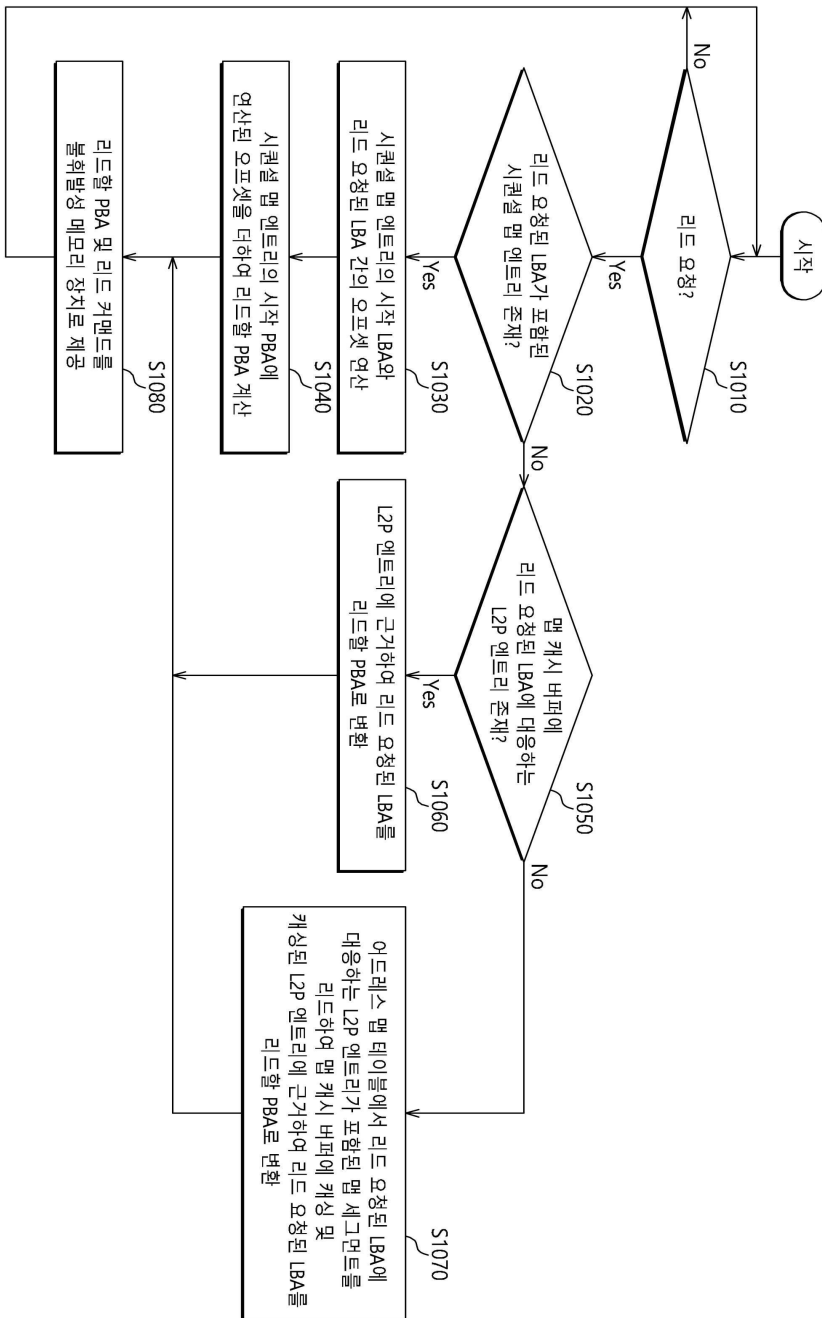 시작
리드 요청?
S1010
No
Yes
리드 요청된 LBA가 포함된
시퀀셜 맵 엔트리 존재?
S1020
No
Yes
시퀀셜 맵 엔트리의 시작 LBA와
리드 요청된 LBA 간의 오프셋 연산
S1030
시퀀셜 맵 엔트리의 시작 PBA에
연산된 오프셋을 더하여 리드할 PBA 계산
S1040
맵 캐시 버퍼에
리드 요청된 LBA에 대응하는
L2P 엔트리 존재?
S1050
No
Yes
L2P 엔트리에 근거하여 리드 요청된 LBA를
리드할 PBA로 변환
S1060
어드레스 맵 테이블에서 리드 요청된 LBA에
대응하는 L2P 엔트리가 포함된 맵 세그먼트를
리드하여 맵 캐시 버퍼에 캐싱 및
캐싱된 L2P 엔트리에 근거하여 리드 요청된 LBA를
리드할 PBA로 변환
S1070
리드할 PBA 및 리드 커맨드를
불휘발성 메모리 장치로 제공
S1080